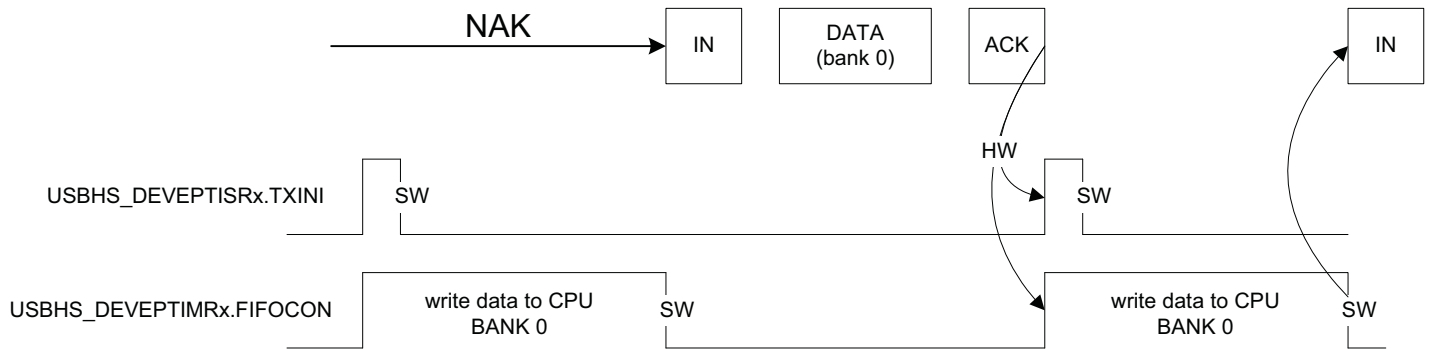 NAK
IN
DATA
(bank 0)
ACK
IN
HW
USBHS_DEVEPTISRx.TXINI
SW
SW
USBHS_DEVEPTIMRx.FIFOCON
write data to CPU
BANK 0
SW
write data to CPU
BANK 0
SW